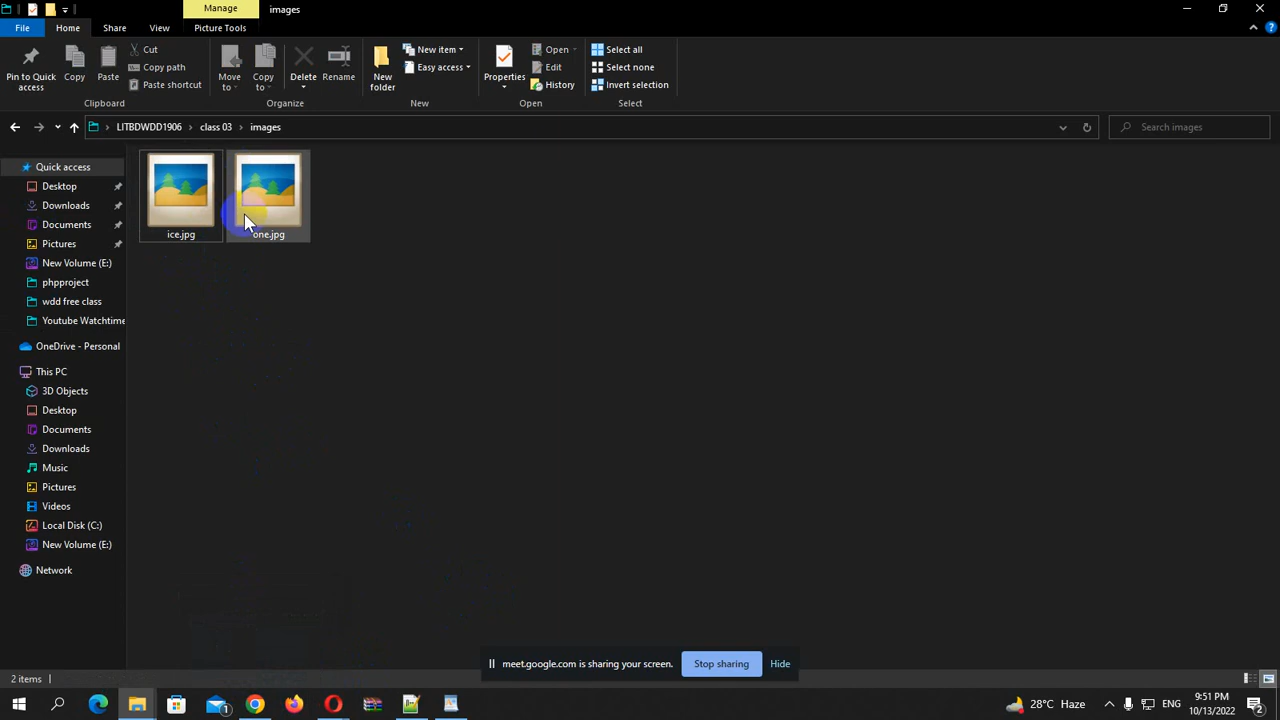 Manage
images
File
Home
Share
View
Picture Tools
Pin to Quick access
Copy
Paste
Cut
Copy path
Paste shortcut
Clipboard
Move to
Copy to
Delete
Rename
Organize
New folder
New item
Easy access
New
Properties
Open
Edit
History
Open
Select all
Select none
Invert selection
Select
LITBDWDD1906 > class 03 > images
Search images
Quick access
Desktop
Downloads
Documents
Pictures
New Volume (E:)
phpproject
wdd free class
Youtube Watchtime
OneDrive - Personal
This PC
3D Objects
Desktop
Documents
Downloads
Music
Pictures
Videos
Local Disk (C:)
New Volume (E:)
Network
ice.jpg
one.jpg
meet.google.com is sharing your screen.
Stop sharing
Hide
2 items
1
28°C Haze
ENG
9:51 PM
10/13/2022
2